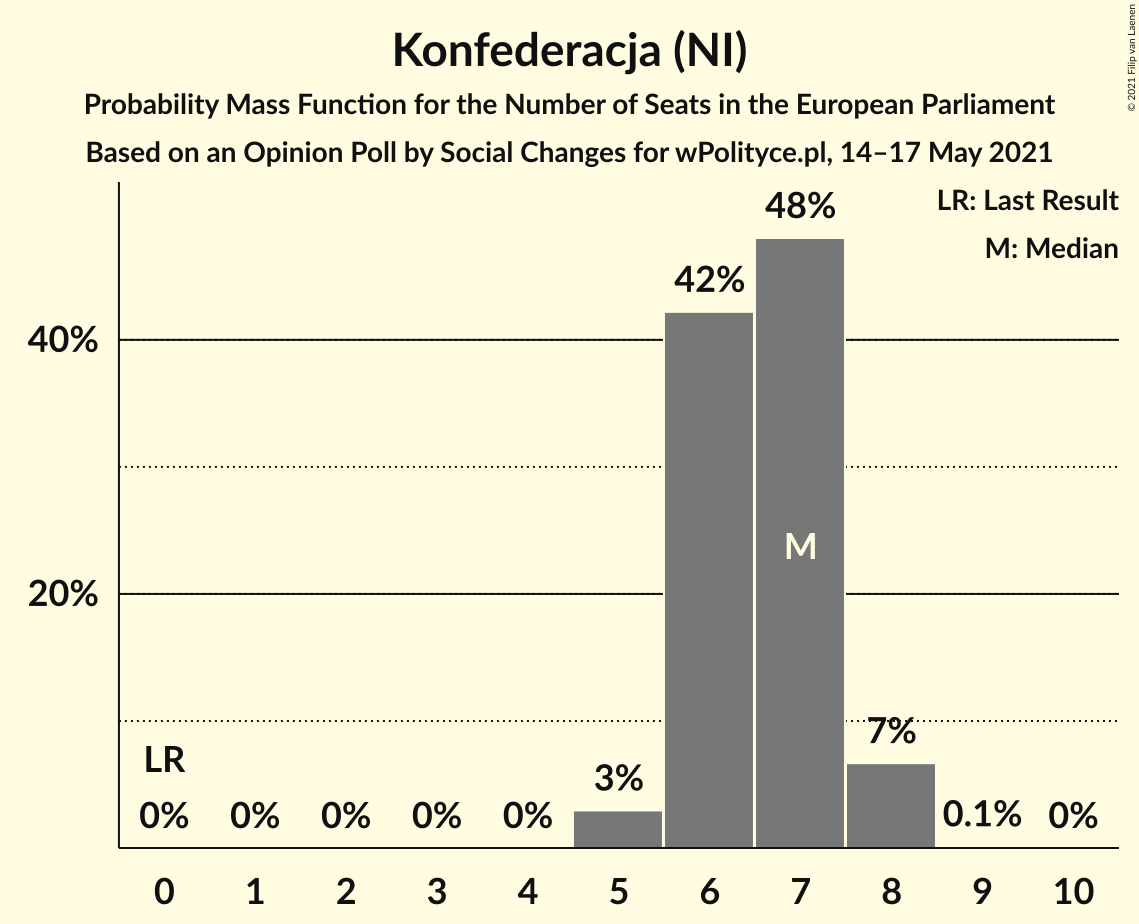 Konfederacja (NI)
Probability Mass Function for the Number of Seats in the European Parliament
Based on an Opinion Poll by Social Changes for wPolityce.pl, 14–17 May 2021
© 2021 Filip van Laenen
LR: Last Result
M: Median
48%
42%
40%
M
20%
7%
LR
3%
0% 0% 0% 0% 0% 0.1% 0%
0 1 2 3 4 5 6 7 8 9 10